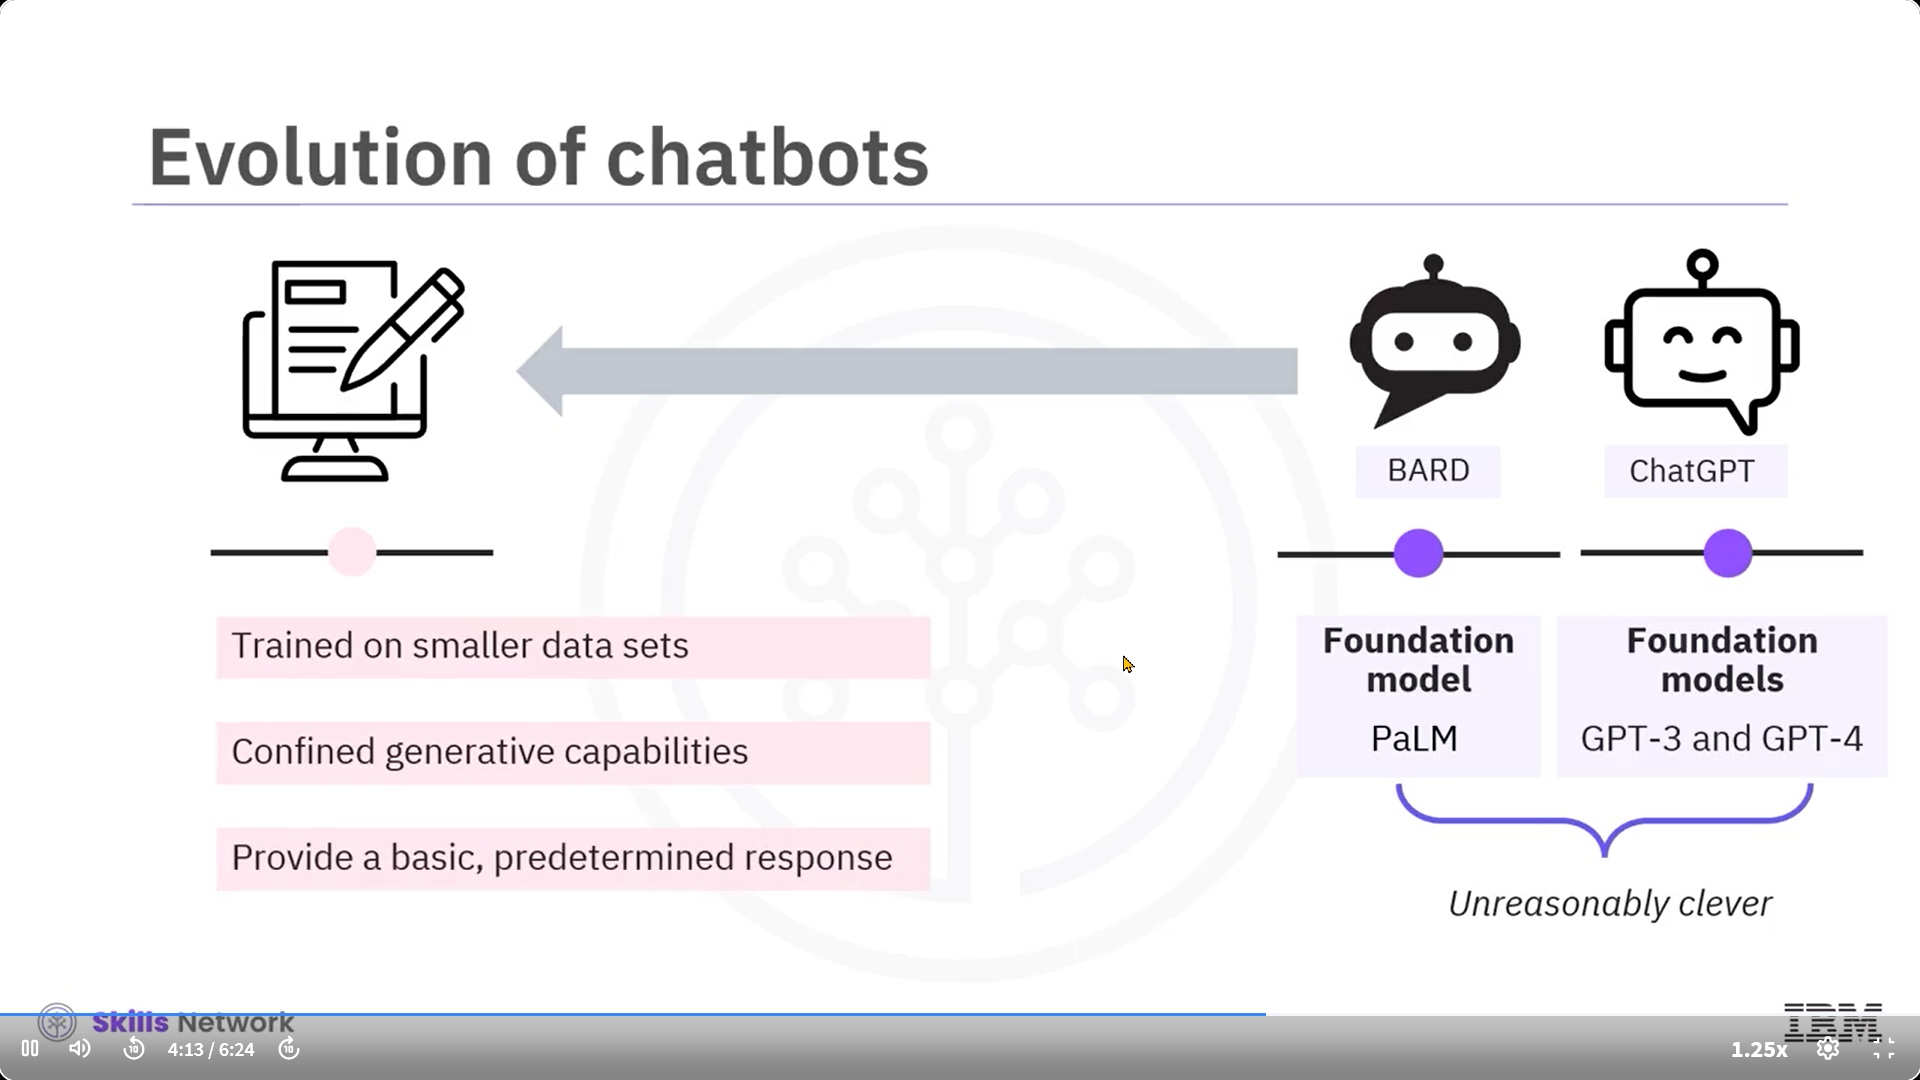 Evolution of chatbots
BARD
ChatGPT
Trained on smaller data sets
Confined generative capabilities
Provide a basic, predetermined response
Foundation
model
PaLM
Foundation
models
GPT-3 and GPT-4
Unreasonably clever
Skills Network
IBM
10
4:13 / 6:24
10
1.25x